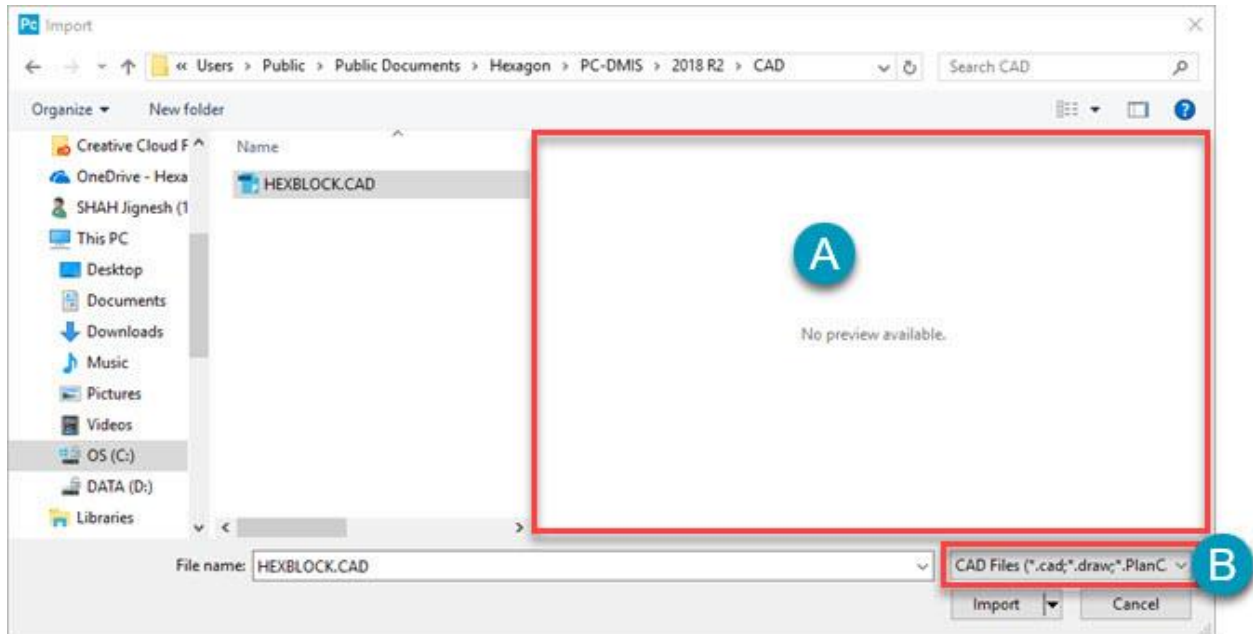 Pc Import
« Users > Public > Public Documents > Hexagon > PC-DMIS > 2018 R2 > CAD
Search CAD
Organize
New folder
Creative Cloud F
OneDrive - Hexa
SHAH Jignesh (1
This PC
Desktop
Documents
Downloads
Music
Pictures
Videos
OS (C:)
DATA (D:)
Libraries
Name
HEXBLOCK.CAD
A
No preview available.
File name: HEXBLOCK.CAD
CAD Files (*.cad;*.draw;*.PlanC
B
Import
Cancel